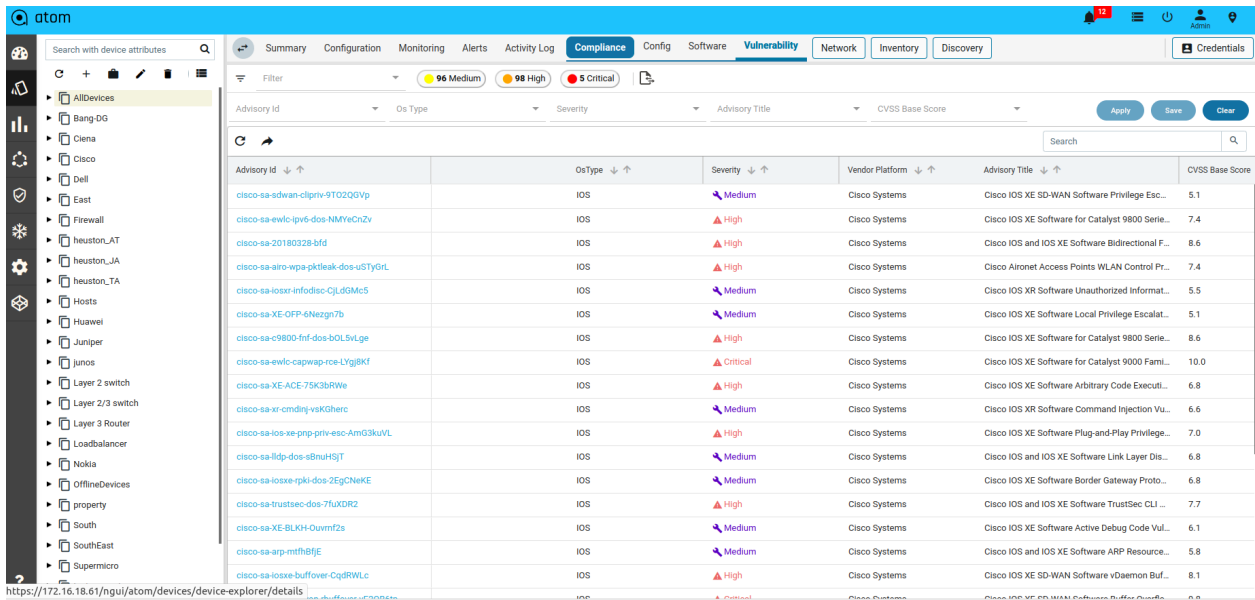 atom
12
Admin
Search with device attributes
Summary Configuration Monitoring Alerts Activity Log Compliance Config Software Vulnerability Network Inventory Discovery Credentials
Filter 96 Medium 98 High 5 Critical
Advisory Id Os Type Severity Advisory Title CVSS Base Score Apply Save Clear
Search
AllDevices
Bang-DG
Ciena
Cisco
Dell
East
Firewall
heuston_AT
heuston_JA
heuston_TA
Hosts
Huawei
Juniper
junos
Layer 2 switch
Layer 2/3 switch
Layer 3 Router
Loadbalancer
Nokia
OfflineDevices
property
South
SouthEast
Supermicro
Advisory Id OsType Severity Vendor Platform Advisory Title CVSS Base Score
cisco-sa-sdwan-clipriv-9TO2QGVp IOS Medium Cisco Systems Cisco IOS XE SD-WAN Software Privilege Esc... 5.1
cisco-sa-ewlc-ipv6-dos-NMYeCnZv IOS High Cisco Systems Cisco IOS XE Software for Catalyst 9800 Serie... 7.4
cisco-sa-20180328-bfd IOS High Cisco Systems Cisco IOS and IOS XE Software Bidirectional F... 8.6
cisco-sa-airo-wpa-pktleak-dos-uSTyGrL IOS High Cisco Systems Cisco Aironet Access Points WLAN Control Pr... 7.4
cisco-sa-iosxr-infodisc-CjLdGMc5 IOS Medium Cisco Systems Cisco IOS XR Software Unauthorized Informat... 5.5
cisco-sa-XE-OFP-6Nezgn7b IOS Medium Cisco Systems Cisco IOS XE Software Local Privilege Escalat... 5.1
cisco-sa-c9800-fnf-dos-bOL5vLge IOS High Cisco Systems Cisco IOS XE Software for Catalyst 9800 Serie... 8.6
cisco-sa-ewlc-capwap-rce-LYgj8Kf IOS Critical Cisco Systems Cisco IOS XE Software for Catalyst 9000 Fami... 10.0
cisco-sa-XE-ACE-75K3bRWe IOS High Cisco Systems Cisco IOS XE Software Arbitrary Code Executi... 6.8
cisco-sa-xr-cmdinj-vsKGherc IOS Medium Cisco Systems Cisco IOS XR Software Command Injection Vu... 6.6
cisco-sa-ios-xe-pnp-priv-esc-AmG3kuVL IOS High Cisco Systems Cisco IOS XE Software Plug-and-Play Privilege... 7.0
cisco-sa-lldp-dos-sBnuHSjT IOS Medium Cisco Systems Cisco IOS and IOS XE Software Link Layer Dis... 6.8
cisco-sa-iosxe-rpki-dos-2EgCNeKE IOS Medium Cisco Systems Cisco IOS XE Software Border Gateway Proto... 6.8
cisco-sa-trustsec-dos-7fuXDR2 IOS High Cisco Systems Cisco IOS and IOS XE Software TrustSec CLI ... 7.7
cisco-sa-XE-BLKH-Ouvrnf2s IOS Medium Cisco Systems Cisco IOS XE Software Active Debug Code Vul... 6.1
cisco-sa-arp-mtfhBfjE IOS Medium Cisco Systems Cisco IOS and IOS XE Software ARP Resource... 5.8
cisco-sa-iosxe-buffover-CqdRWLc IOS High Cisco Systems Cisco IOS XE SD-WAN Software vDaemon Buf... 8.1
https://172.16.18.61/ngui/atom/devices/device-explorer/details